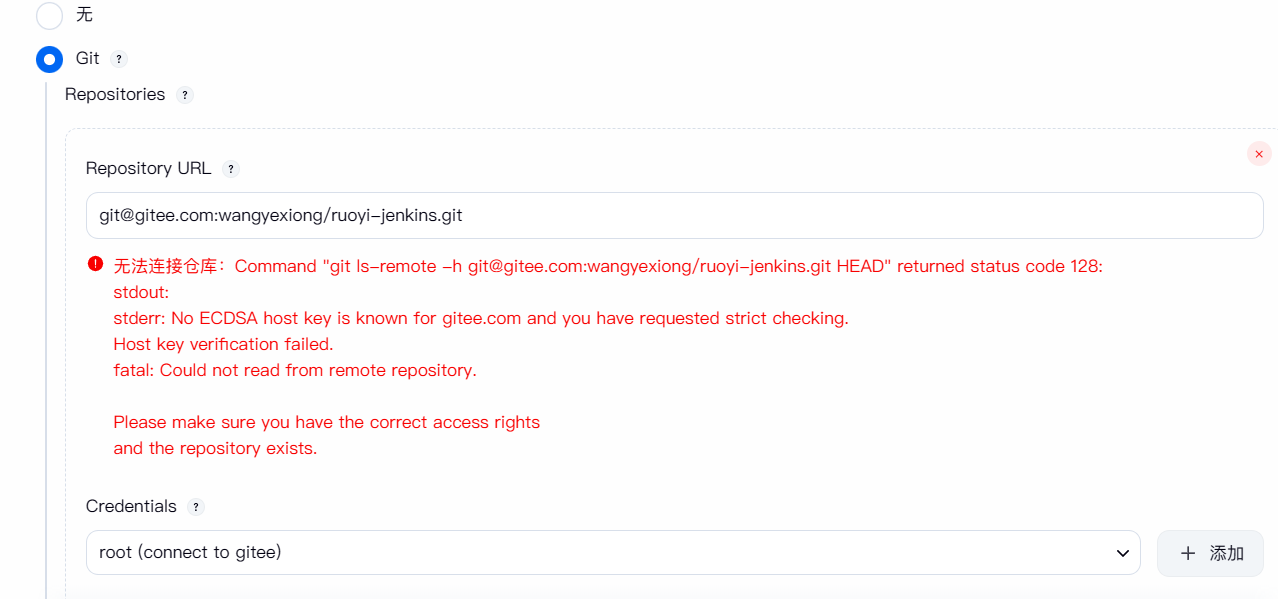 无
Git ?
Repositories ?
Repository URL ?
git@gitee.com:wangyexiong/ruoyi-jenkins.git
无法连接仓库：Command "git ls-remote -h git@gitee.com:wangyexiong/ruoyi-jenkins.git HEAD" returned status code 128:
stdout:
stderr: No ECDSA host key is known for gitee.com and you have requested strict checking.
Host key verification failed.
fatal: Could not read from remote repository.
Please make sure you have the correct access rights
and the repository exists.
Credentials ?
root (connect to gitee)
添加